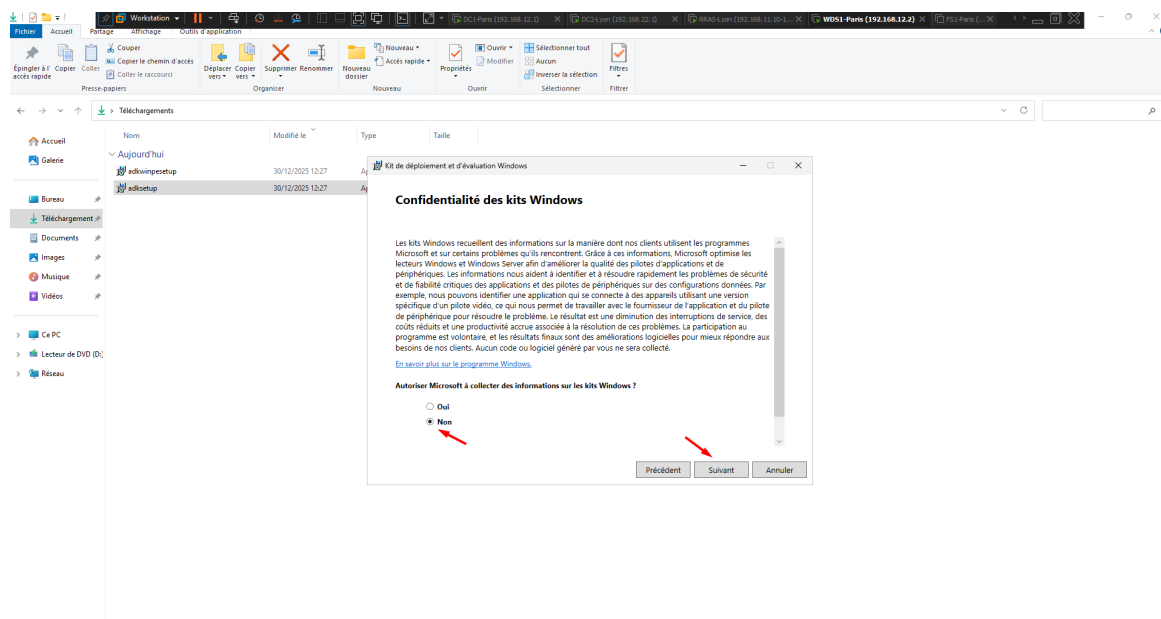 Workstation
DC1-Paris (192.168.12.1)
DC2-Lyon (192.168.22.1)
RRAS-Lyon (192.168.11.10-1...
WDS1-Paris (192.168.12.2)
FS1-Paris (...
Fichier
Accueil
Partage
Affichage
Outils d'application
Épingler à l'
accès rapide
Copier
Coller
Couper
Copier le chemin d'accès
Coller le raccourci
Presse-papiers
Déplacer
vers
Copier
vers
Supprimer
Renommer
Organiser
Nouveau
dossier
Nouveau
Accès rapide
Nouveau
Propriétés
Ouvrir
Modifier
Ouvrir
Sélectionner tout
Aucun
Inverser la sélection
Sélectionner
Filtres
Filtrer
Téléchargements
Accueil
Galerie
Bureau
Téléchargement
Documents
Images
Musique
Vidéos
Ce PC
Lecteur de DVD (D:)
Réseau
Nom
Modifié le
Type
Taille
Aujourd'hui
adkwinpesetup
30/12/2025 12:27
Ap
adksetup
30/12/2025 12:27
Ap
Kit de déploiement et d'évaluation Windows
Confidentialité des kits Windows
Les kits Windows recueillent des informations sur la manière dont nos clients utilisent les programmes
Microsoft et sur certains problèmes qu'ils rencontrent. Grâce à ces informations, Microsoft optimise les
lecteurs Windows et Windows Server afin d'améliorer la qualité des pilotes d'applications et de
périphériques. Les informations nous aident à identifier et à résoudre rapidement les problèmes de sécurité
et de fiabilité critiques des applications et des pilotes de périphériques sur des configurations données. Par
exemple, nous pouvons identifier une application qui se connecte à des appareils utilisant une version
spécifique d'un pilote vidéo, ce qui nous permet de travailler avec le fournisseur de l'application et du pilote
de périphérique pour résoudre le problème. Le résultat est une diminution des interruptions de service, des
coûts réduits et une productivité accrue associée à la résolution de ces problèmes. La participation au
programme est volontaire, et les résultats finaux sont des améliorations logicielles pour mieux répondre aux
besoins de nos clients. Aucun code ou logiciel généré par vous ne sera collecté.
En savoir plus sur le programme Windows.
Autoriser Microsoft à collecter des informations sur les kits Windows ?
Oui
Non
Précédent
Suivant
Annuler